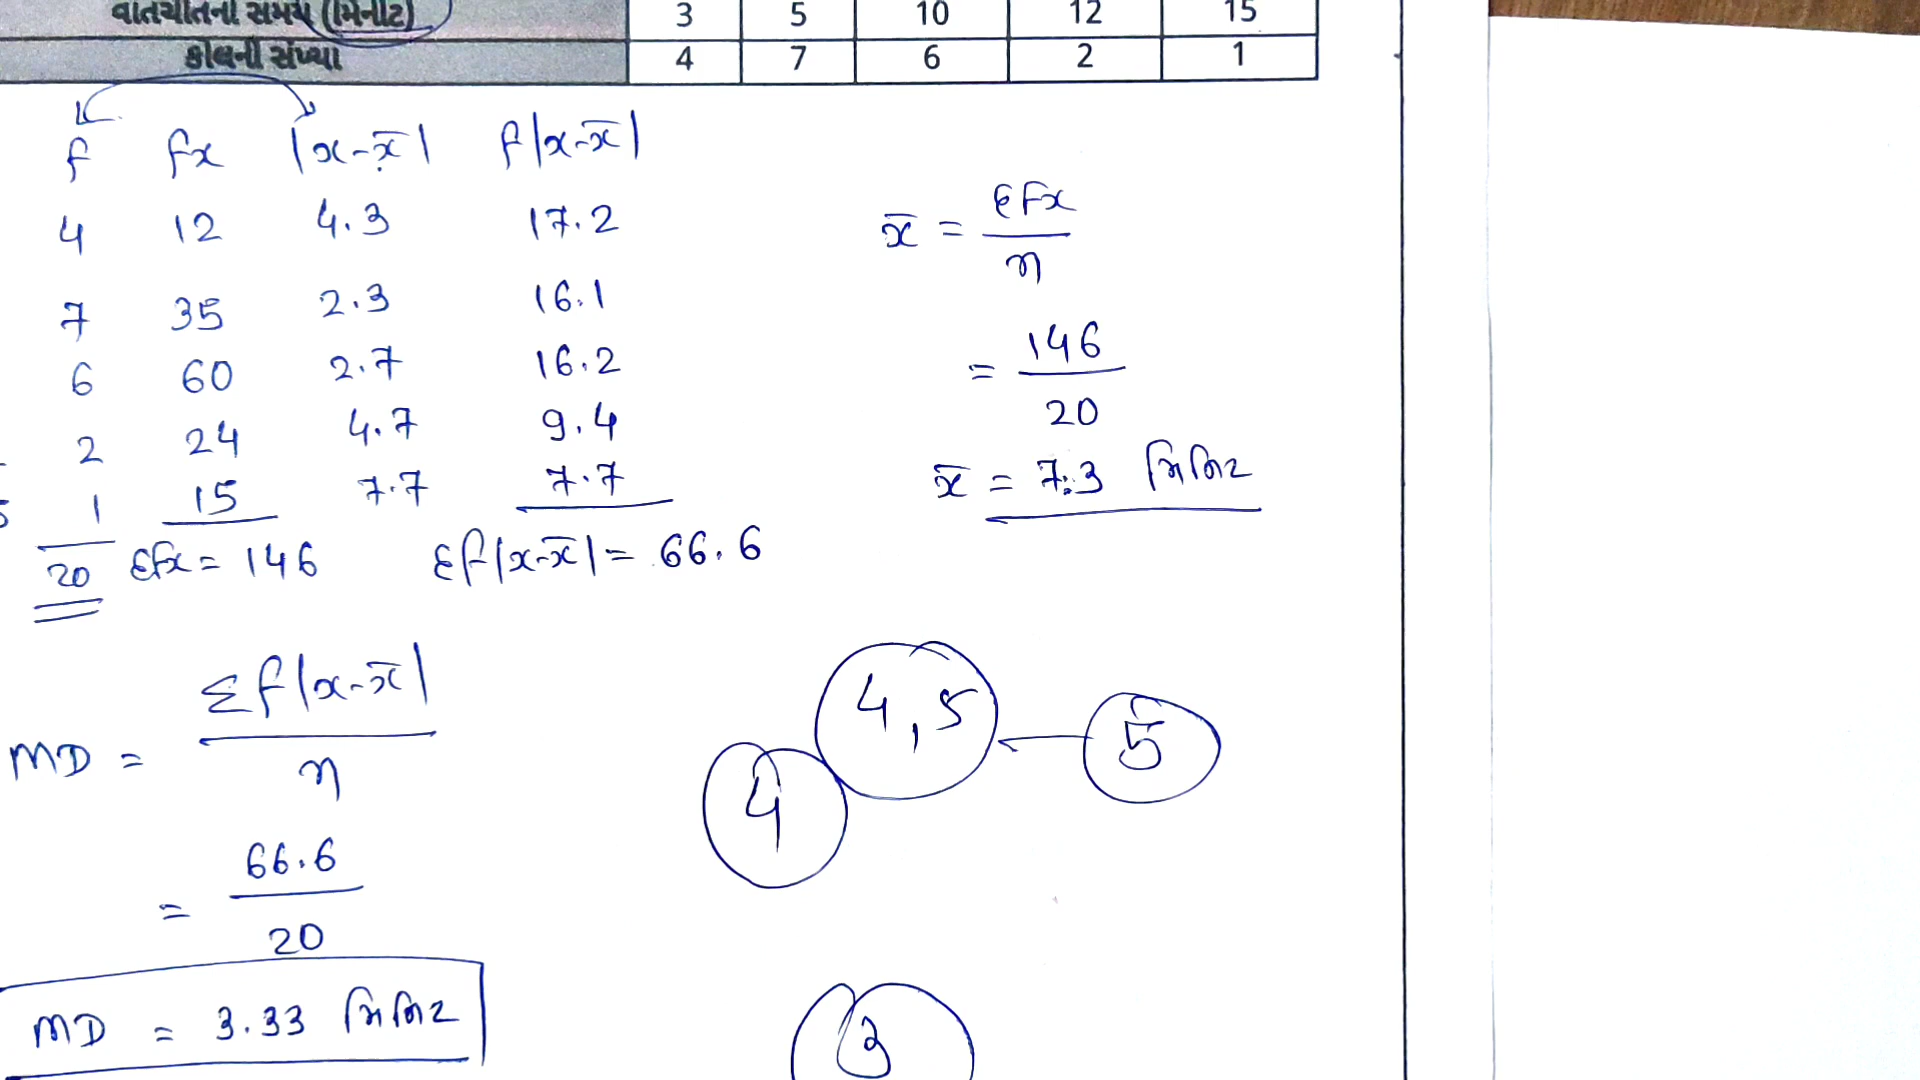 વાતચીતનો સમય (મિનીટ) 3 5 10 12 15
કોલની સંખ્યા 4 7 6 2 1
f fx |x-x̄| f|x-x̄|
4 12 4.3 17.2
7 35 2.3 16.1
6 60 2.7 16.2
2 24 4.7 9.4
1 15 7.7 7.7
20 Σfx = 146 Σf|x-x̄| = 66.6
x̄ = Σfx
n
= 146
20
x̄ = 7.3 મિનિટ
MD = Σf|x-x̄|
n
= 66.6
20
MD = 3.33 મિનિટ
4,5
5
4
3